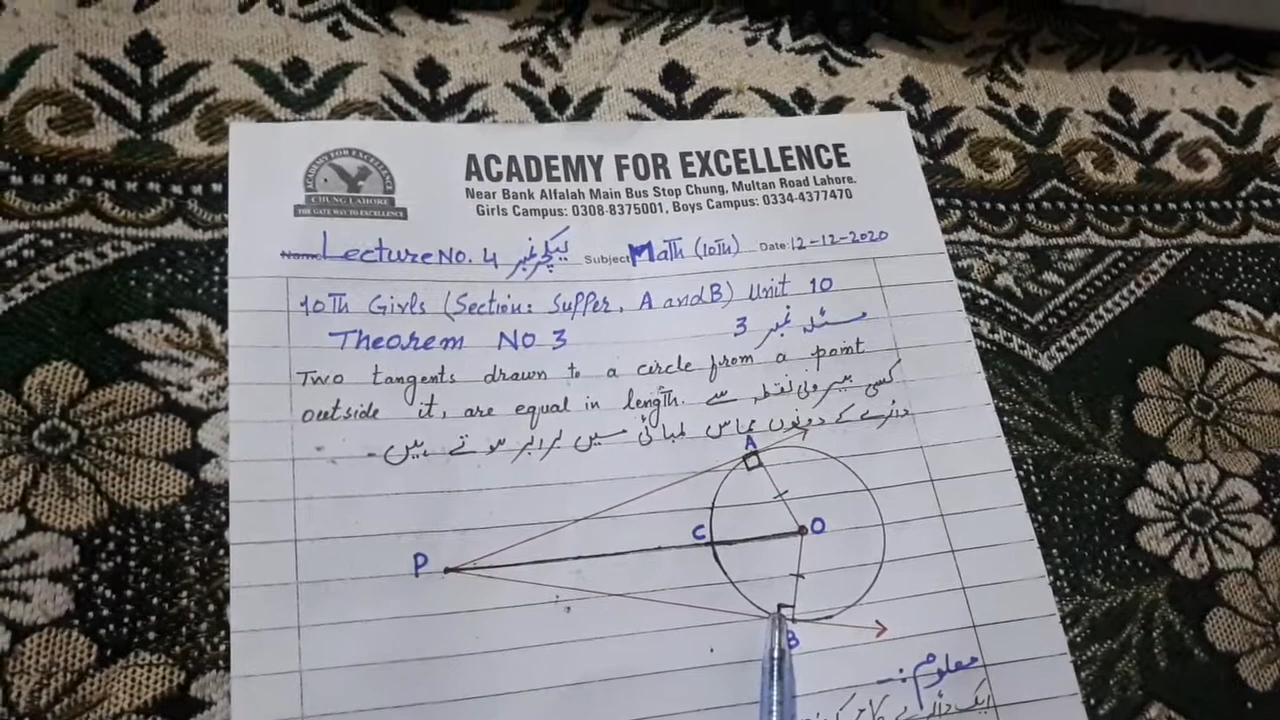 ACADEMY FOR EXCELLENCE
CHUNG LAHORE
THE GATE WAY TO EXCELLENCE
ACADEMY FOR EXCELLENCE
Near Bank Alfalah Main Bus Stop Chung, Multan Road Lahore.
Girls Campus: 0308-8375001, Boys Campus: 0334-4377470
Name Lecture No. 4 لیکچر نمبر Subject Math (10Th) Date: 12-12-2020
10Th Girls (Section: Supper, A and B) Unit 10
Theorem No 3 مسئلہ نمبر 3
Two tangents drawn to a circle from a point
outside it, are equal in length. کسی بیرونی نقطہ سے
دائرے کے دونوں مماس لمبائی میں برابر ہوتے ہیں۔
A
C
O
P
B
معلوم:-
ایک دائرے کا مرکز